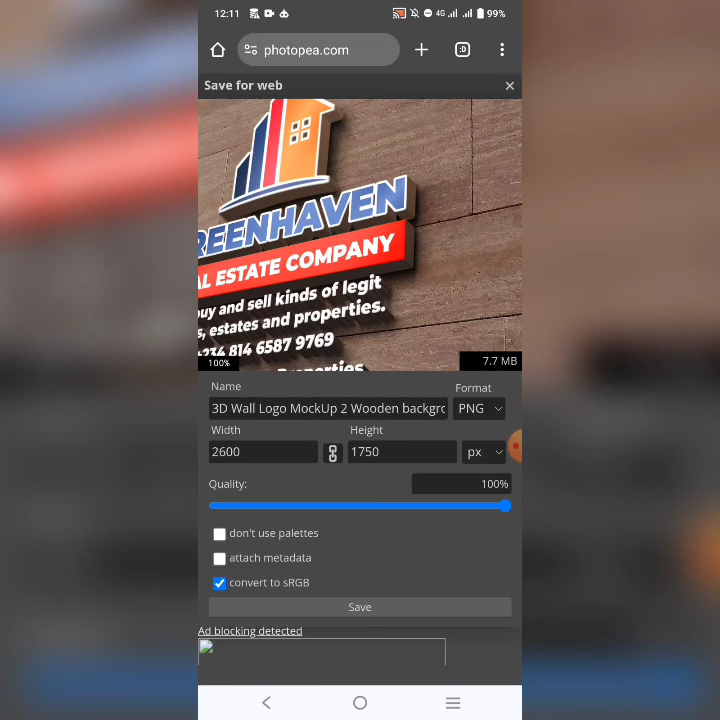 12:11
4G
99%
photopea.com
:D
Save for web
REENHAVEN
AL ESTATE COMPANY
buy and sell kinds of legit
s, estates and properties.
+234 814 6587 9769
Properties
100%
7.7 MB
Name
Format
3D Wall Logo MockUp 2 Wooden backgrc
PNG
Width
Height
2600
1750
px
Quality:
100%
don't use palettes
attach metadata
convert to sRGB
Save
Ad blocking detected